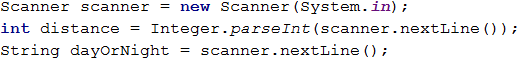 Scanner scanner = new Scanner(System.in);
int distance = Integer.parseInt(scanner.nextLine());
String dayOrNight = scanner.nextLine();